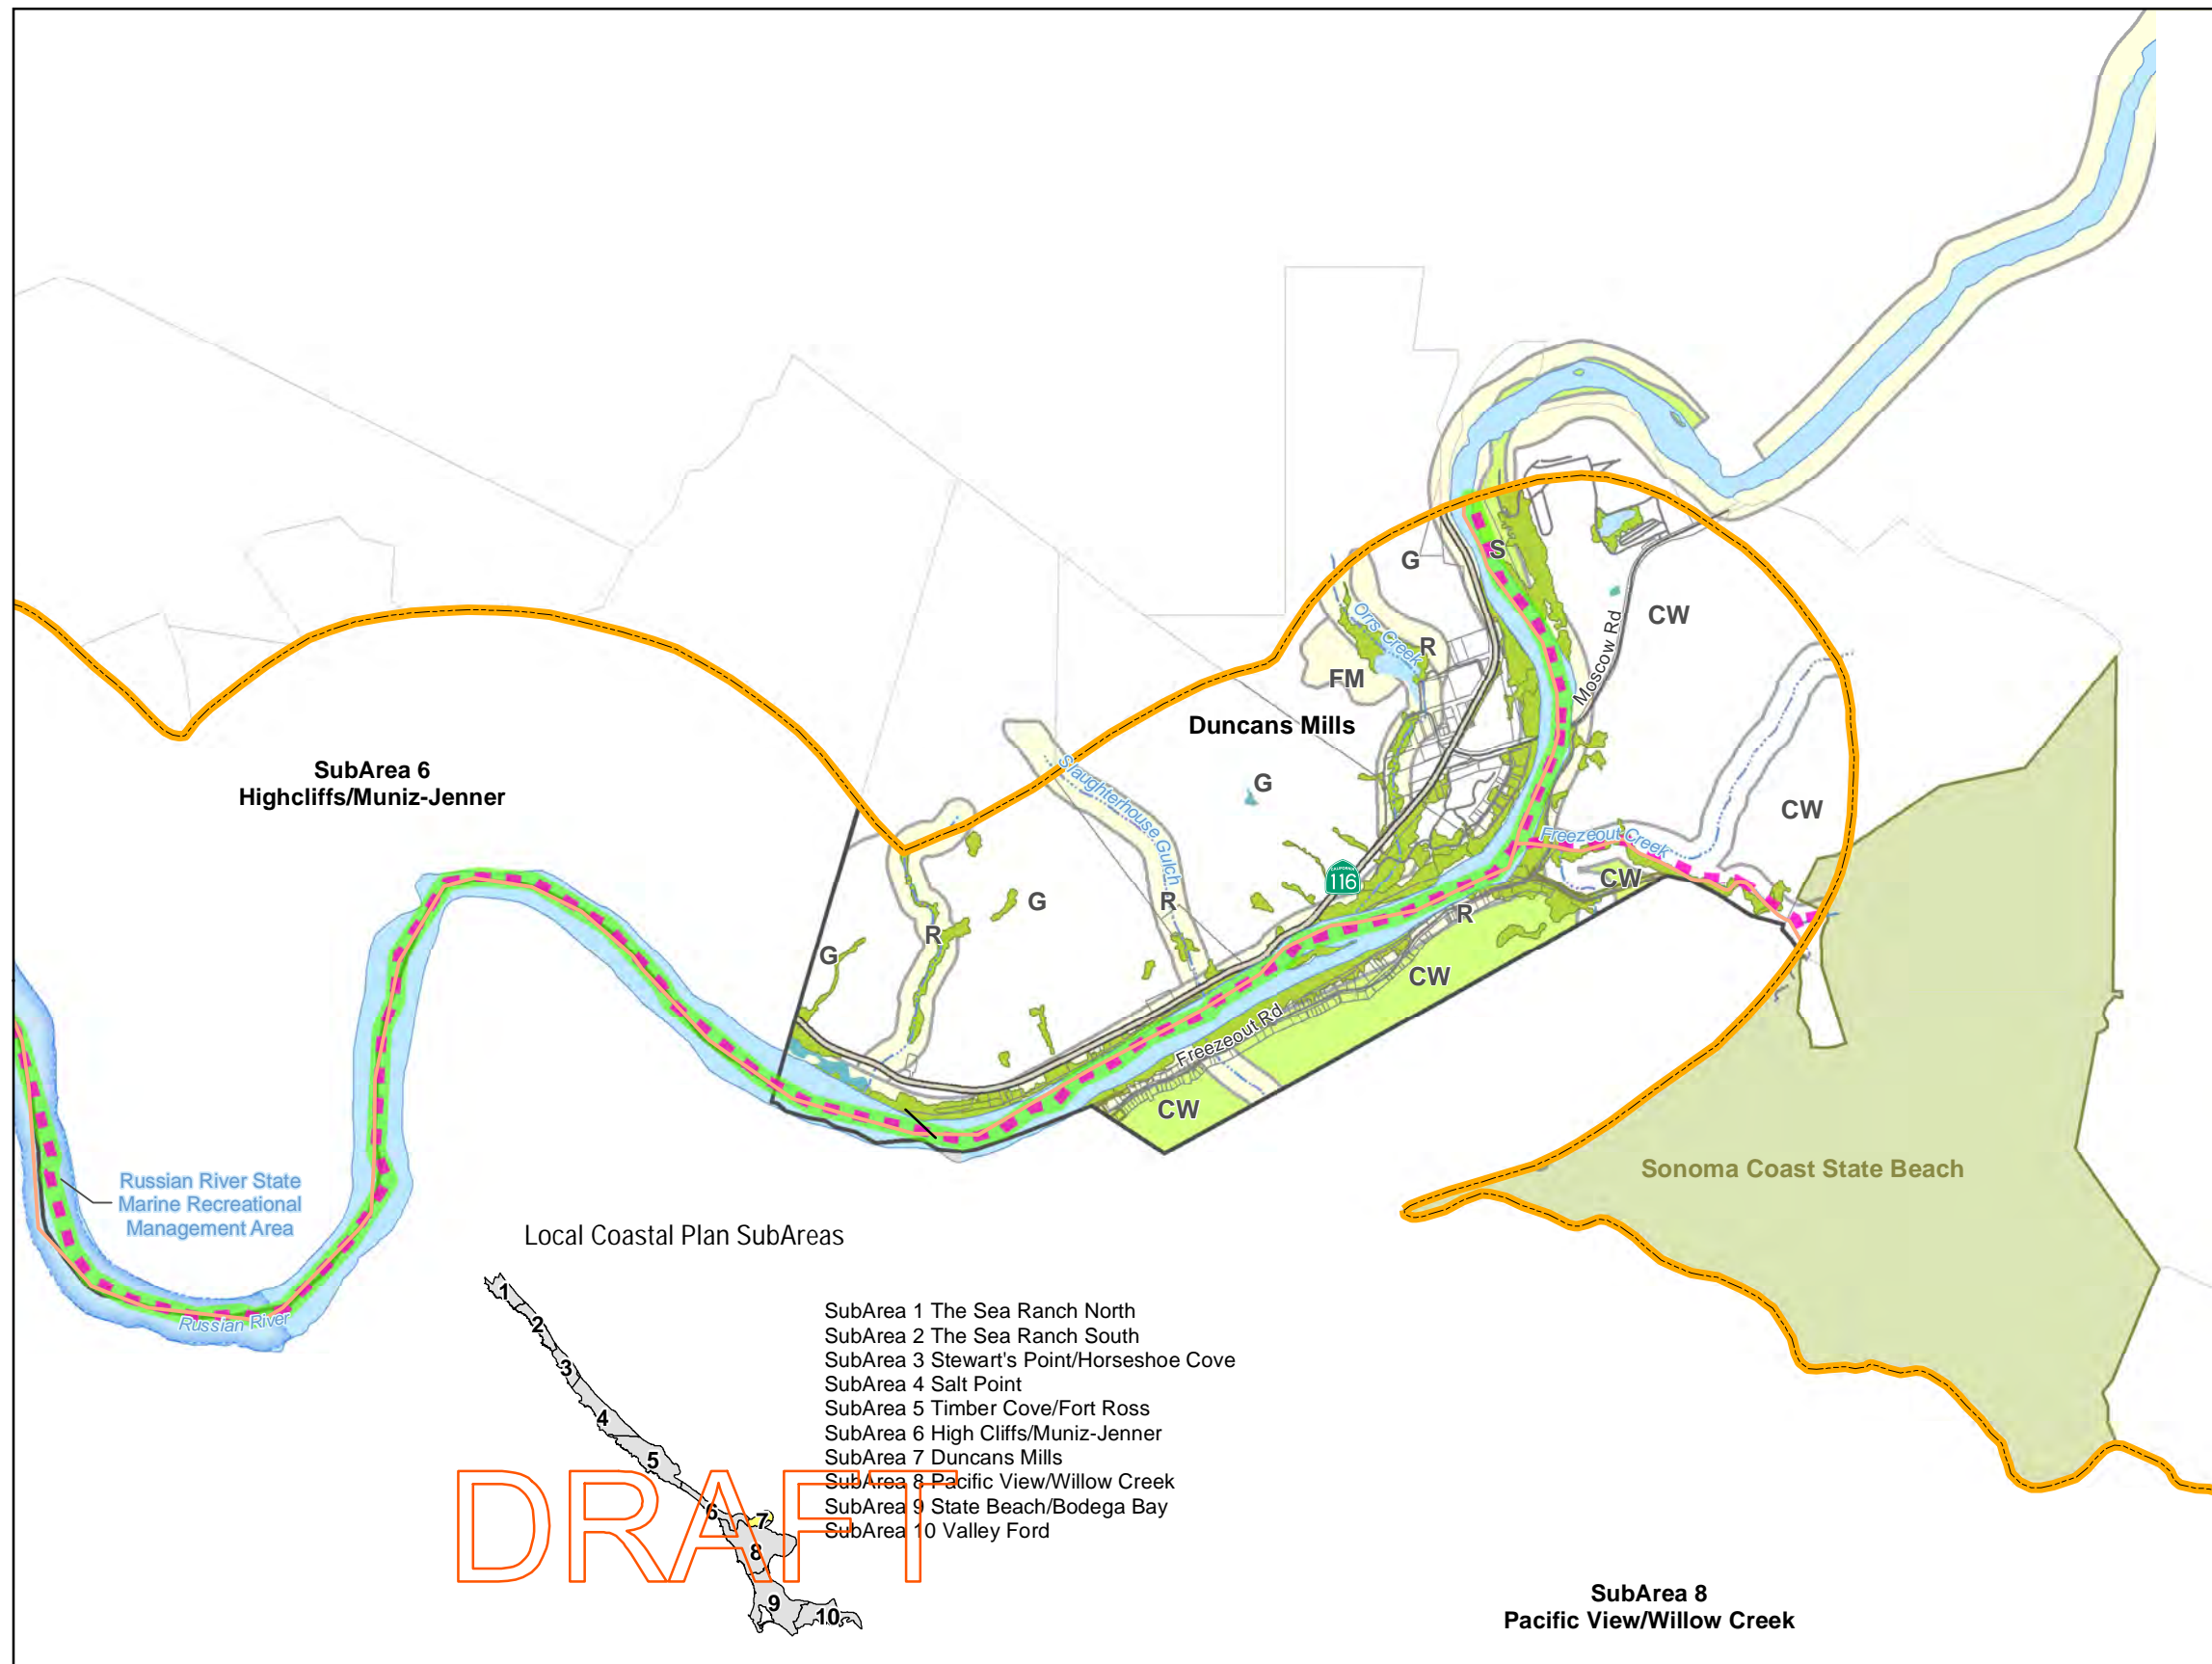 S
G
Orrs Creek
CW
Moscow Rd
R
FM
Duncans Mills
SubArea 6
Highcliffs/Muniz-Jenner
Slaughterhouse Gulch
G
CW
Freezeout Creek
CALIFORNIA
116
CW
G
R
R
R
G
CW
Freezeout Rd
CW
Sonoma Coast State Beach
Russian River State
Marine Recreational
Management Area
Russian River
Local Coastal Plan SubAreas
1
2
3
4
5
6
7
8
9
10
SubArea 1 The Sea Ranch North
SubArea 2 The Sea Ranch South
SubArea 3 Stewart's Point/Horseshoe Cove
SubArea 4 Salt Point
SubArea 5 Timber Cove/Fort Ross
SubArea 6 High Cliffs/Muniz-Jenner
SubArea 7 Duncans Mills
SubArea 8 Pacific View/Willow Creek
SubArea 9 State Beach/Bodega Bay
SubArea 10 Valley Ford
DRAFT
SubArea 8
Pacific View/Willow Creek